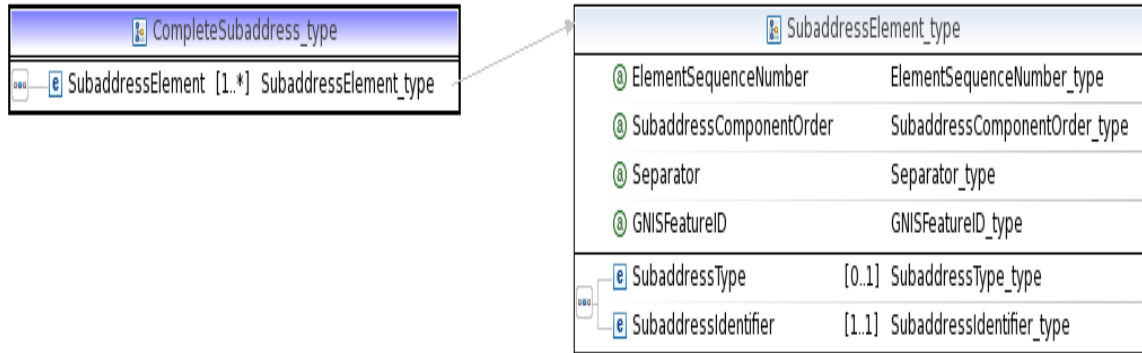 CompleteSubaddress_type
SubaddressElement [1..*] SubaddressElement_type
SubaddressElement_type
ElementSequenceNumber ElementSequenceNumber_type
SubaddressComponentOrder SubaddressComponentOrder_type
Separator Separator_type
GNISFeatureID GNISFeatureID_type
SubaddressType [0..1] SubaddressType_type
SubaddressIdentifier [1..1] SubaddressIdentifier_type